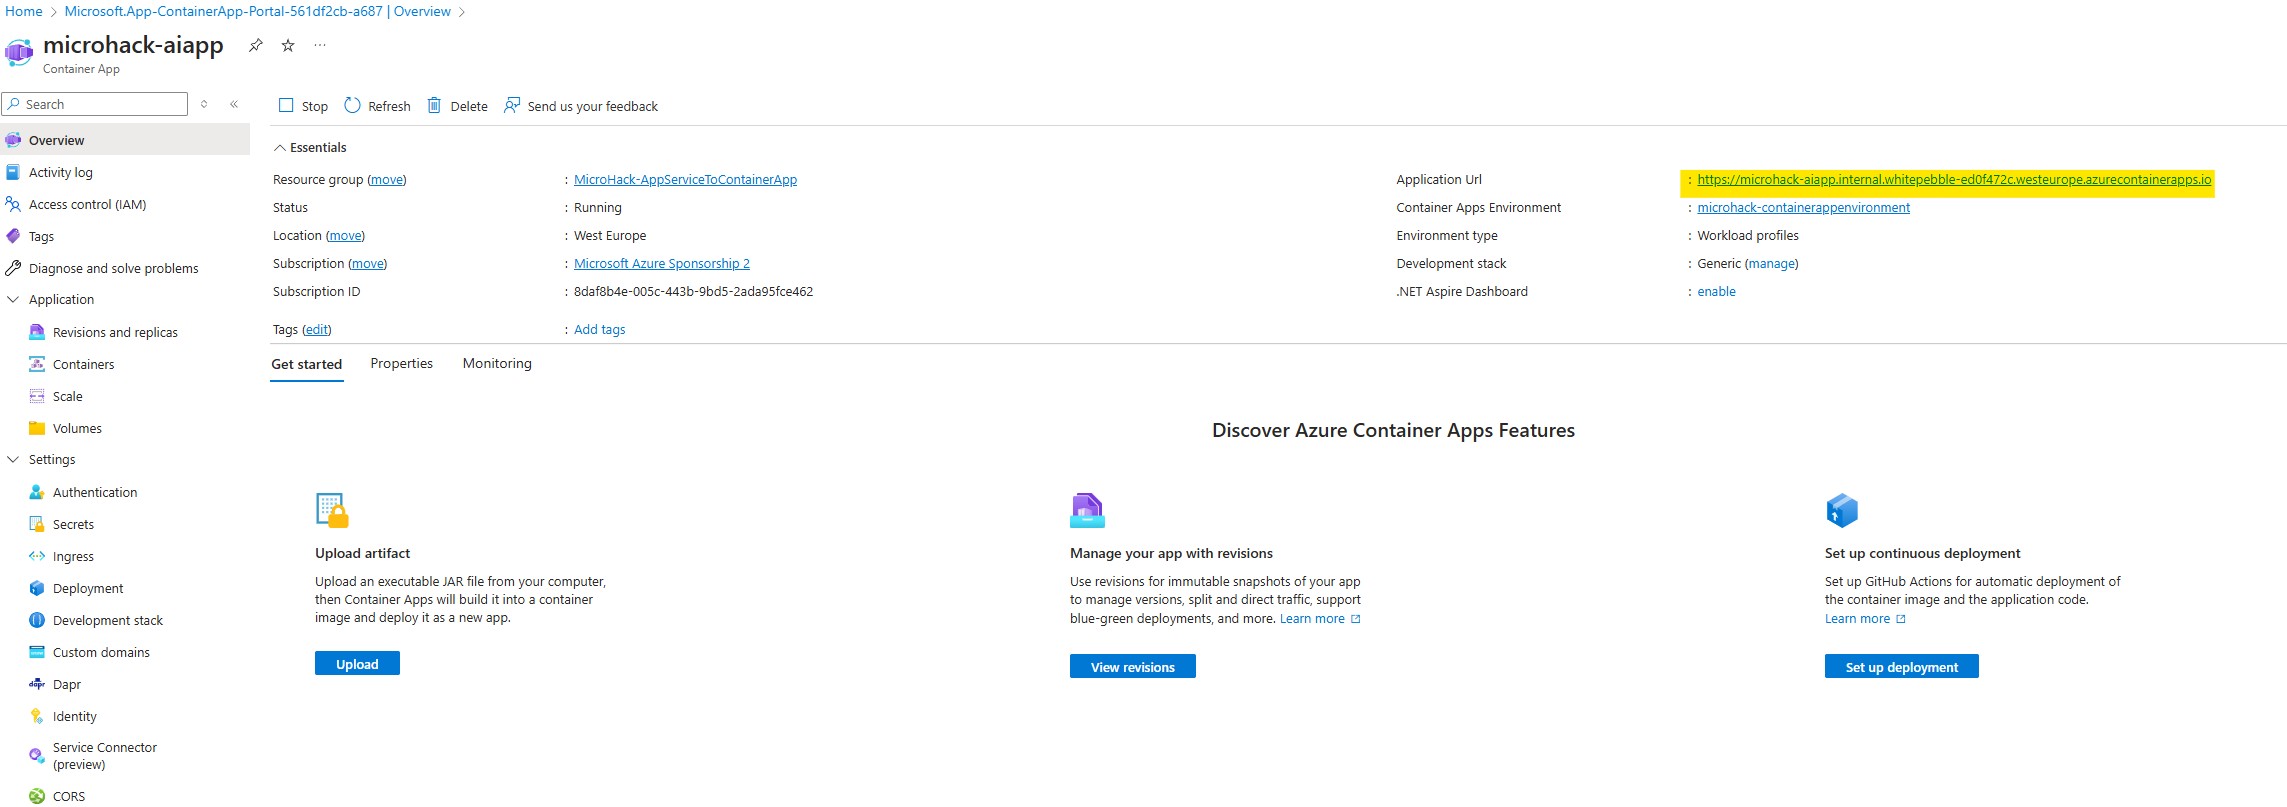 Home > Microsoft.App-ContainerApp-Portal-561df2cb-a687 | Overview >
microhack-aiapp
Container App
Search
Overview
Activity log
Access control (IAM)
Tags
Diagnose and solve problems
Application
Revisions and replicas
Containers
Scale
Volumes
Settings
Authentication
Secrets
Ingress
Deployment
Development stack
Custom domains
dapr Dapr
Identity
Service Connector
(preview)
CORS
Stop Refresh Delete Send us your feedback
Essentials
Resource group (move) : MicroHack-AppServiceToContainerApp
Status : Running
Location (move) : West Europe
Subscription (move) : Microsoft Azure Sponsorship 2
Subscription ID : 8daf8b4e-005c-443b-9bd5-2ada95fce462
Tags (edit) : Add tags
Application Url : https://microhack-aiapp.internal.whitepebble-ed0f472c.westeurope.azurecontainerapps.io
Container Apps Environment : microhack-containerappenvironment
Environment type : Workload profiles
Development stack : Generic (manage)
.NET Aspire Dashboard : enable
Get started Properties Monitoring
Discover Azure Container Apps Features
Upload artifact
Upload an executable JAR file from your computer,
then Container Apps will build it into a container
image and deploy it as a new app.
Upload
Manage your app with revisions
Use revisions for immutable snapshots of your app
to manage versions, split and direct traffic, support
blue-green deployments, and more. Learn more
View revisions
Set up continuous deployment
Set up GitHub Actions for automatic deployment of
the container image and the application code.
Learn more
Set up deployment